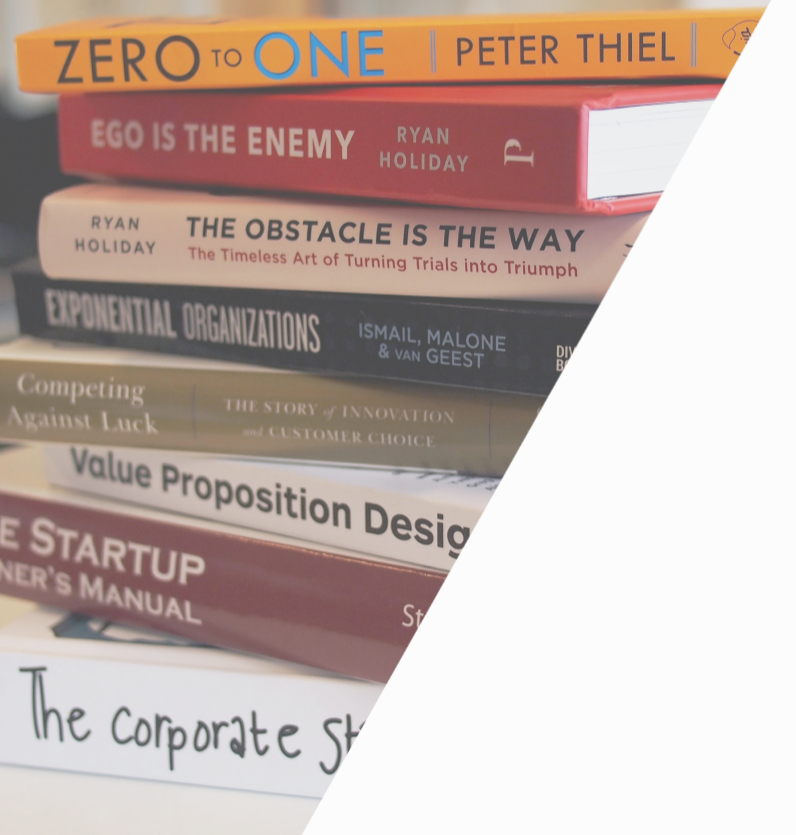 ZERO TO ONE | PETER THIEL |
EGO IS THE ENEMY
RYAN
HOLIDAY
P
RYAN
HOLIDAY
THE OBSTACLE IS THE WAY
The Timeless Art of Turning Trials into Triumph
EXPONENTIAL ORGANIZATIONS
ISMAIL, MALONE
& VAN GEEST
DIV
B
Competing
Against Luck
THE STORY of INNOVATION
and CUSTOMER CHOICE
Value Proposition Desig
E STARTUP
NER'S MANUAL
St
The corporate St